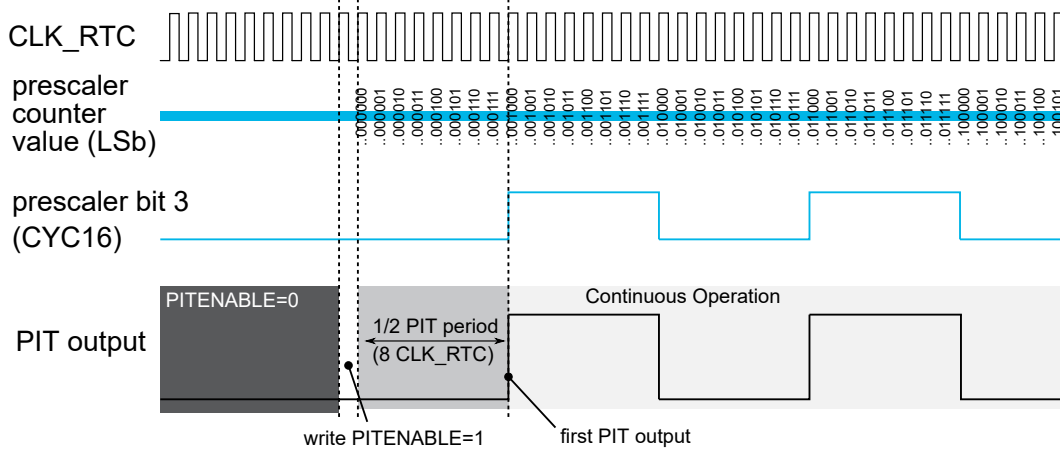 CLK_RTC
prescaler
counter
value (LSb)
..000000
..000001
..000010
..000011
..000100
..000101
..000110
..000111
..001000
..001001
..001010
..001011
..001100
..001101
..001110
..001111
..010000
..010001
..010010
..010011
..010100
..010101
..010110
..010111
..011000
..011001
..011010
..011011
..011100
..011101
..011110
..011111
..100000
..100001
..100010
..100011
..100100
..100101
prescaler bit 3
(CYC16)
PITENABLE=0
Continuous Operation
PIT output
1/2 PIT period
(8 CLK_RTC)
write PITENABLE=1
first PIT output